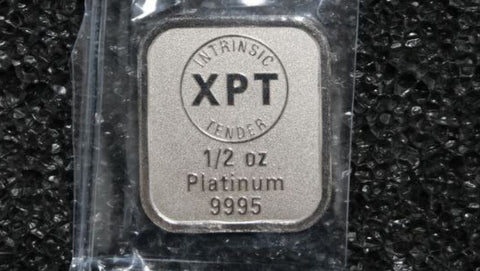 INTRINSIC
XPT
TENDER
1/2 oz
Platinum
9995